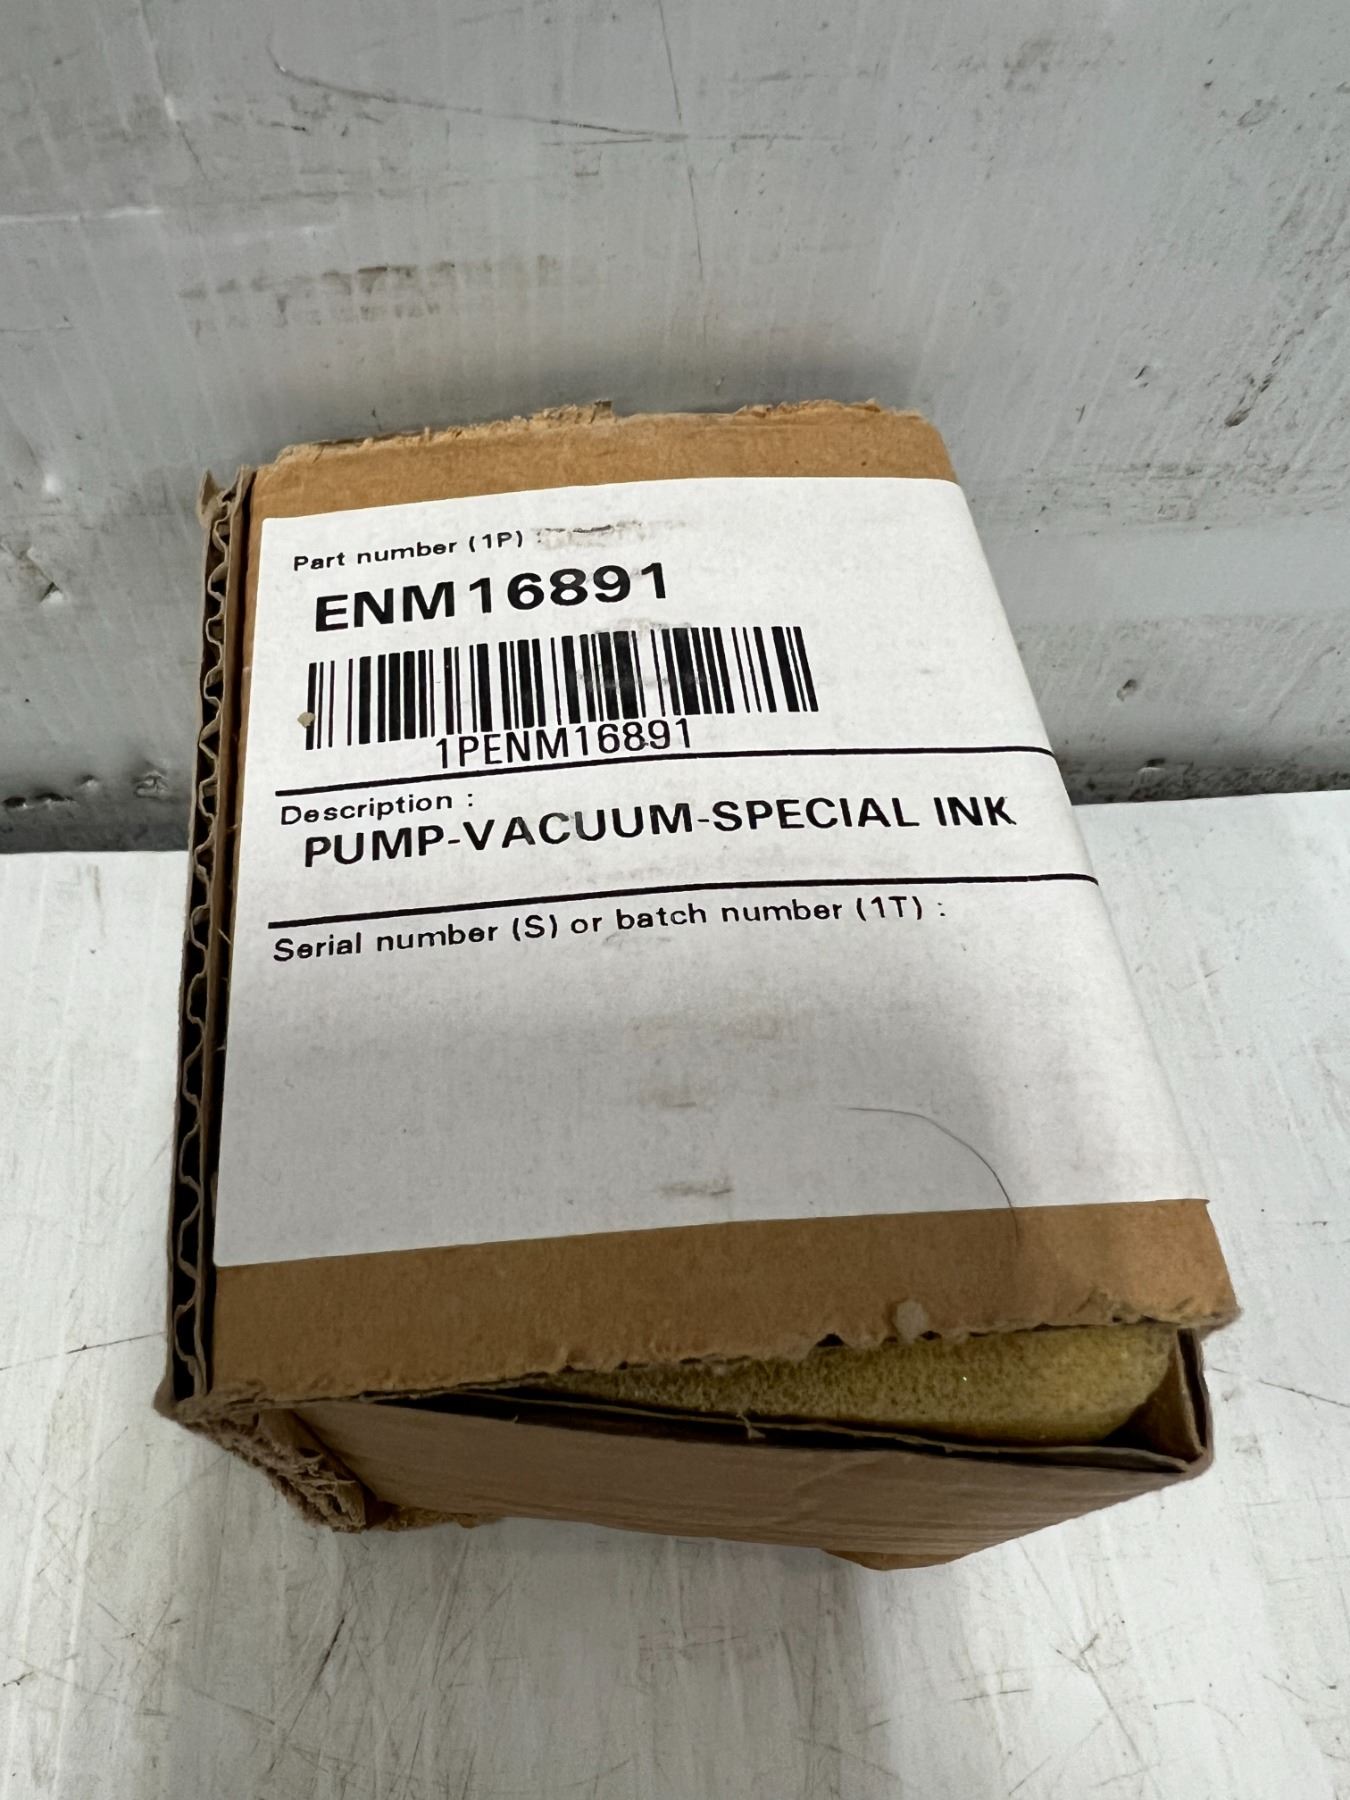 Part number (1P) :
ENM16891
1PENM16891
Description :
PUMP-VACUUM-SPECIAL INK
Serial number (S) or batch number (1T) :